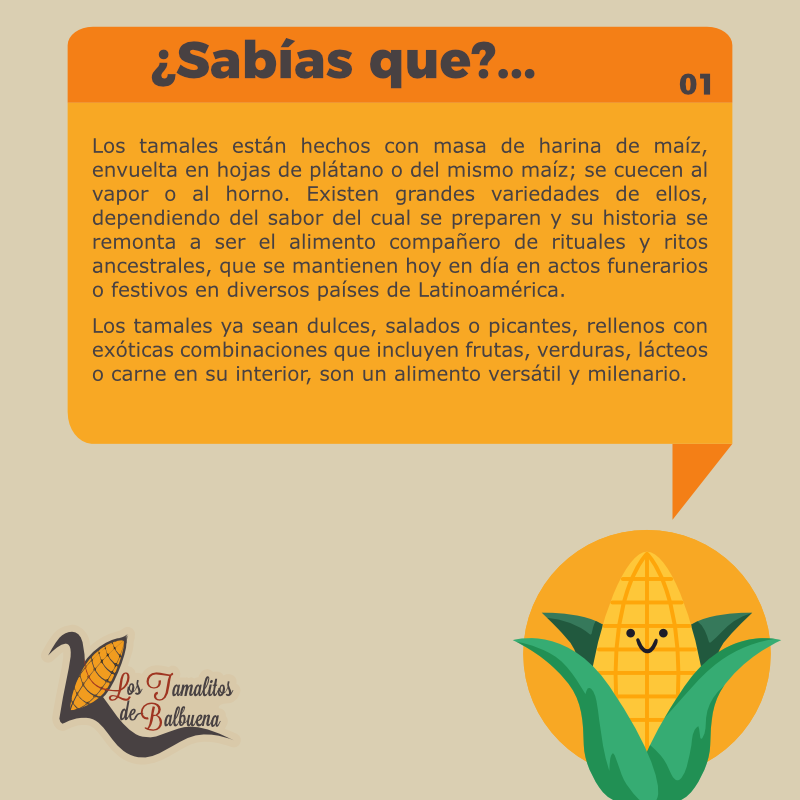 ¿Sabías que?...
01
Los tamales están hechos con masa de harina de maíz,
envuelta en hojas de plátano o del mismo maíz; se cuecen al
vapor o al horno. Existen grandes variedades de ellos,
dependiendo del sabor del cual se preparen y su historia se
remonta a ser el alimento compañero de rituales y ritos
ancestrales, que se mantienen hoy en día en actos funerarios
o festivos en diversos países de Latinoamérica.
Los tamales ya sean dulces, salados o picantes, rellenos con
exóticas combinaciones que incluyen frutas, verduras, lácteos
o carne en su interior, son un alimento versátil y milenario.
Los Tamalitos
de Balbuena